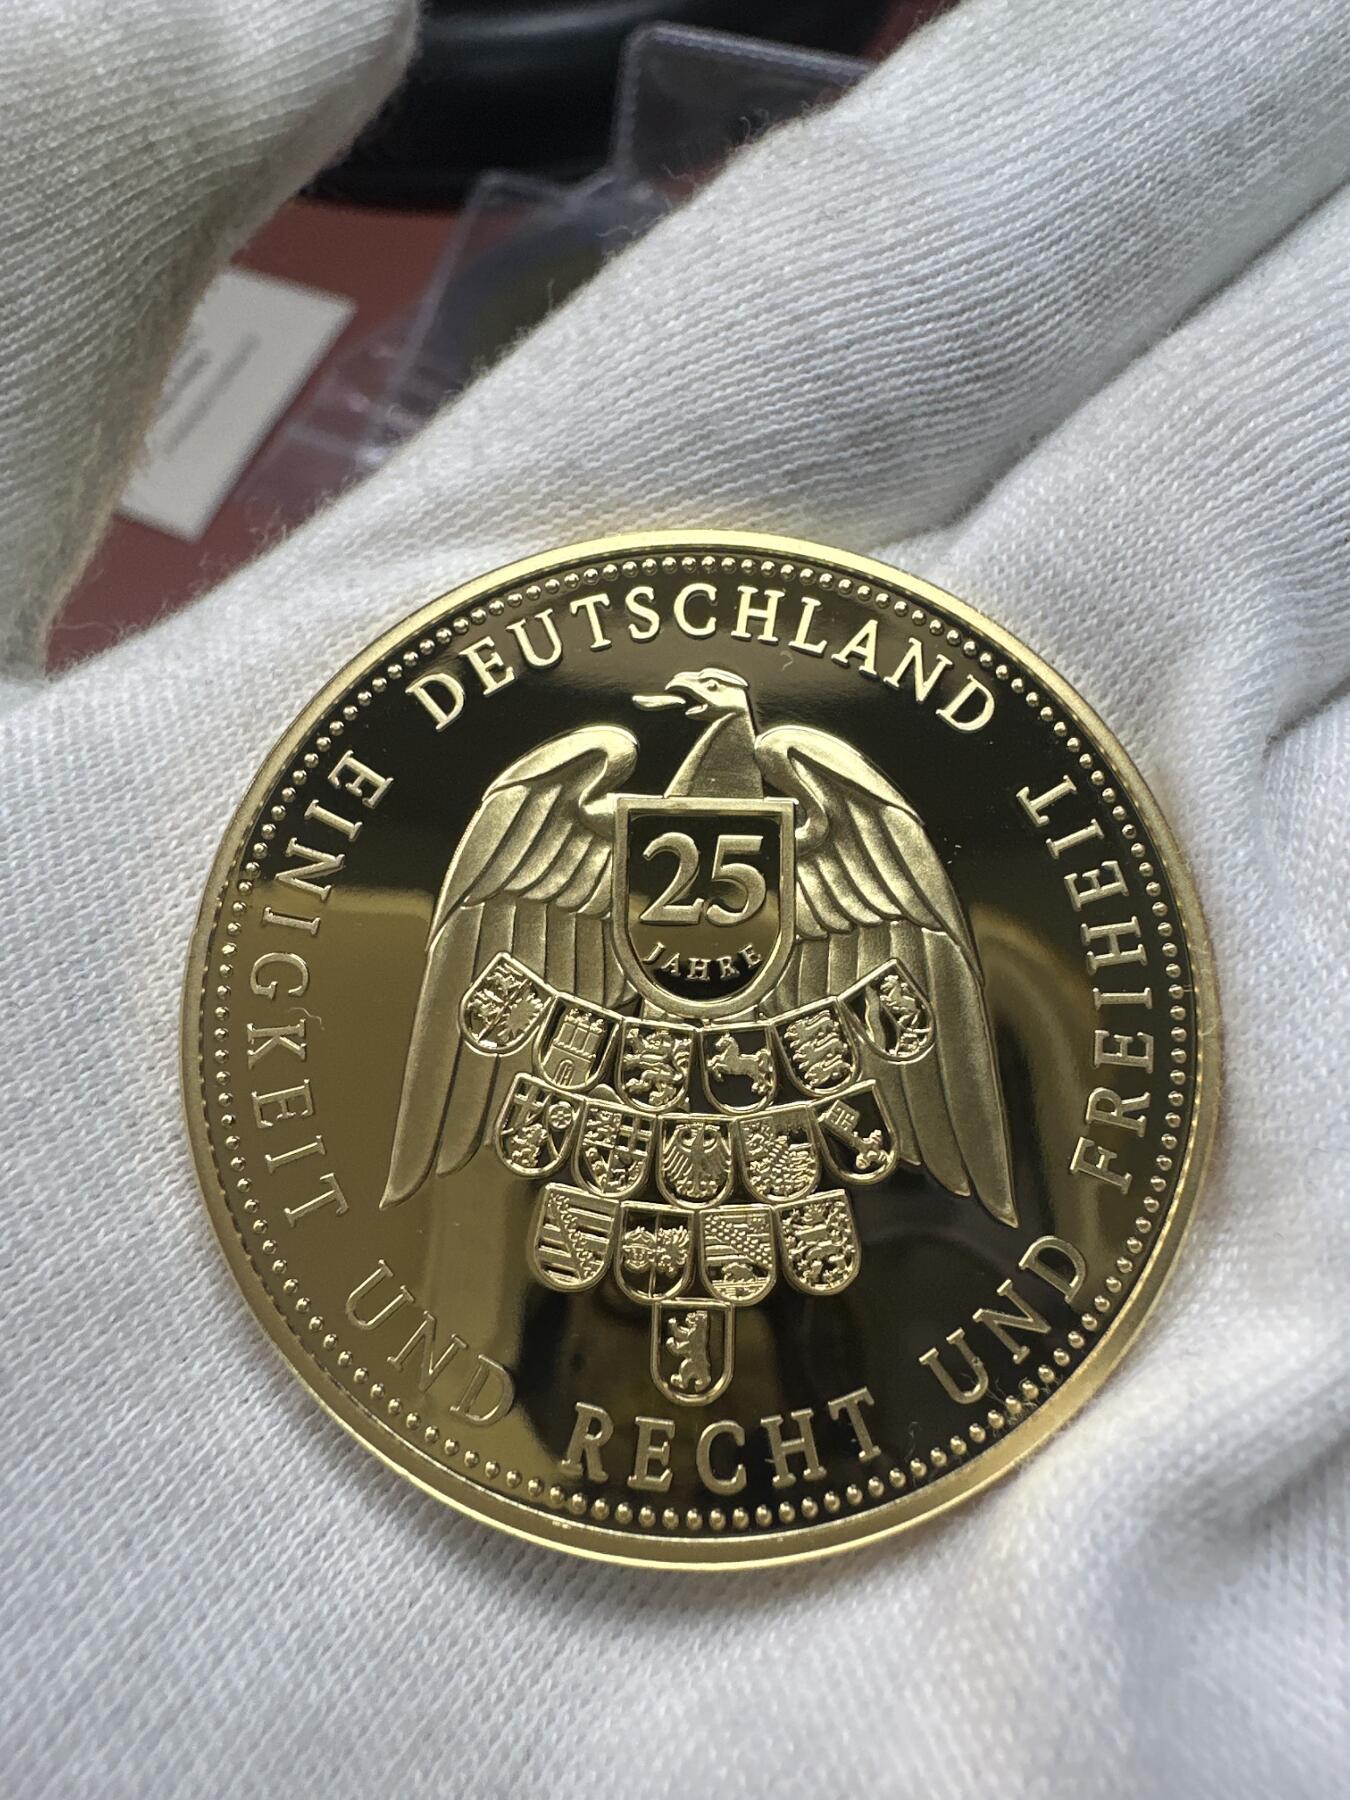 DEUTSCHLAND
EINIGKEIT UND RECHT UND FREIHEIT
25
JAHRE